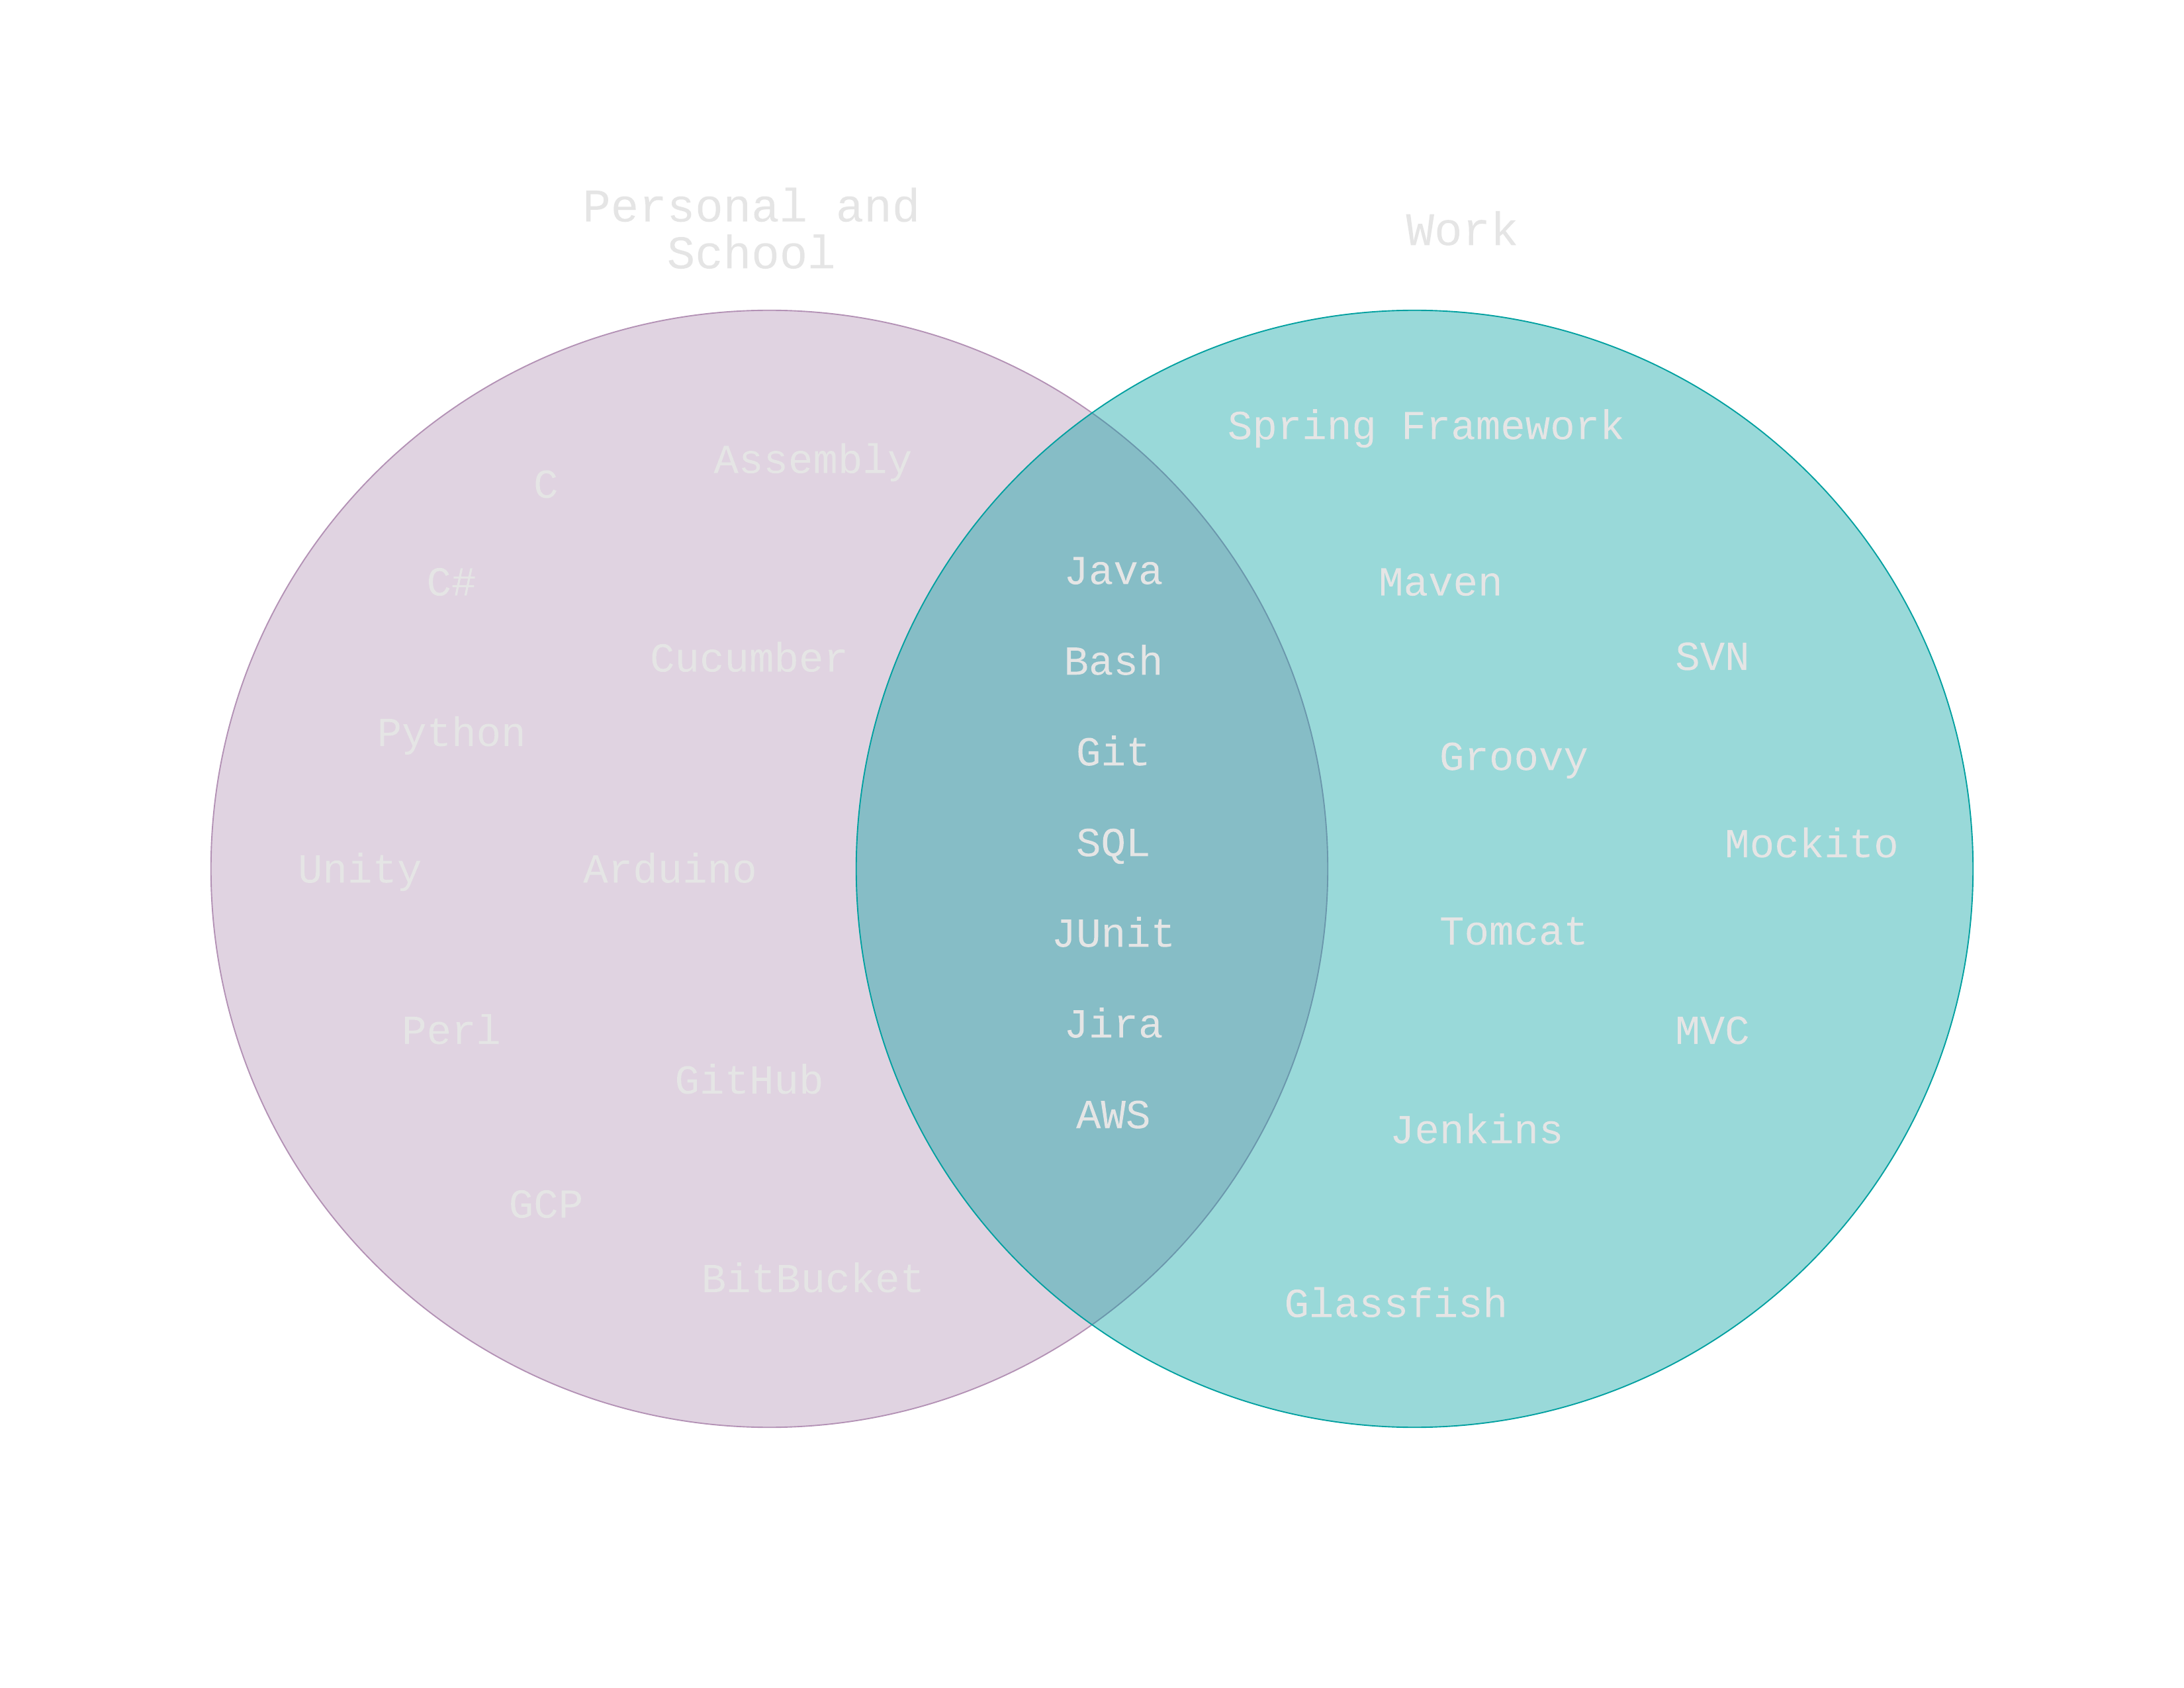 Personal and
School
Work
C
Assembly
C#
Cucumber
Python
Unity
Arduino
Perl
GitHub
GCP
BitBucket
Java
Bash
Git
SQL
JUnit
Jira
AWS
Spring Framework
Maven
SVN
Groovy
Mockito
Tomcat
MVC
Jenkins
Glassfish